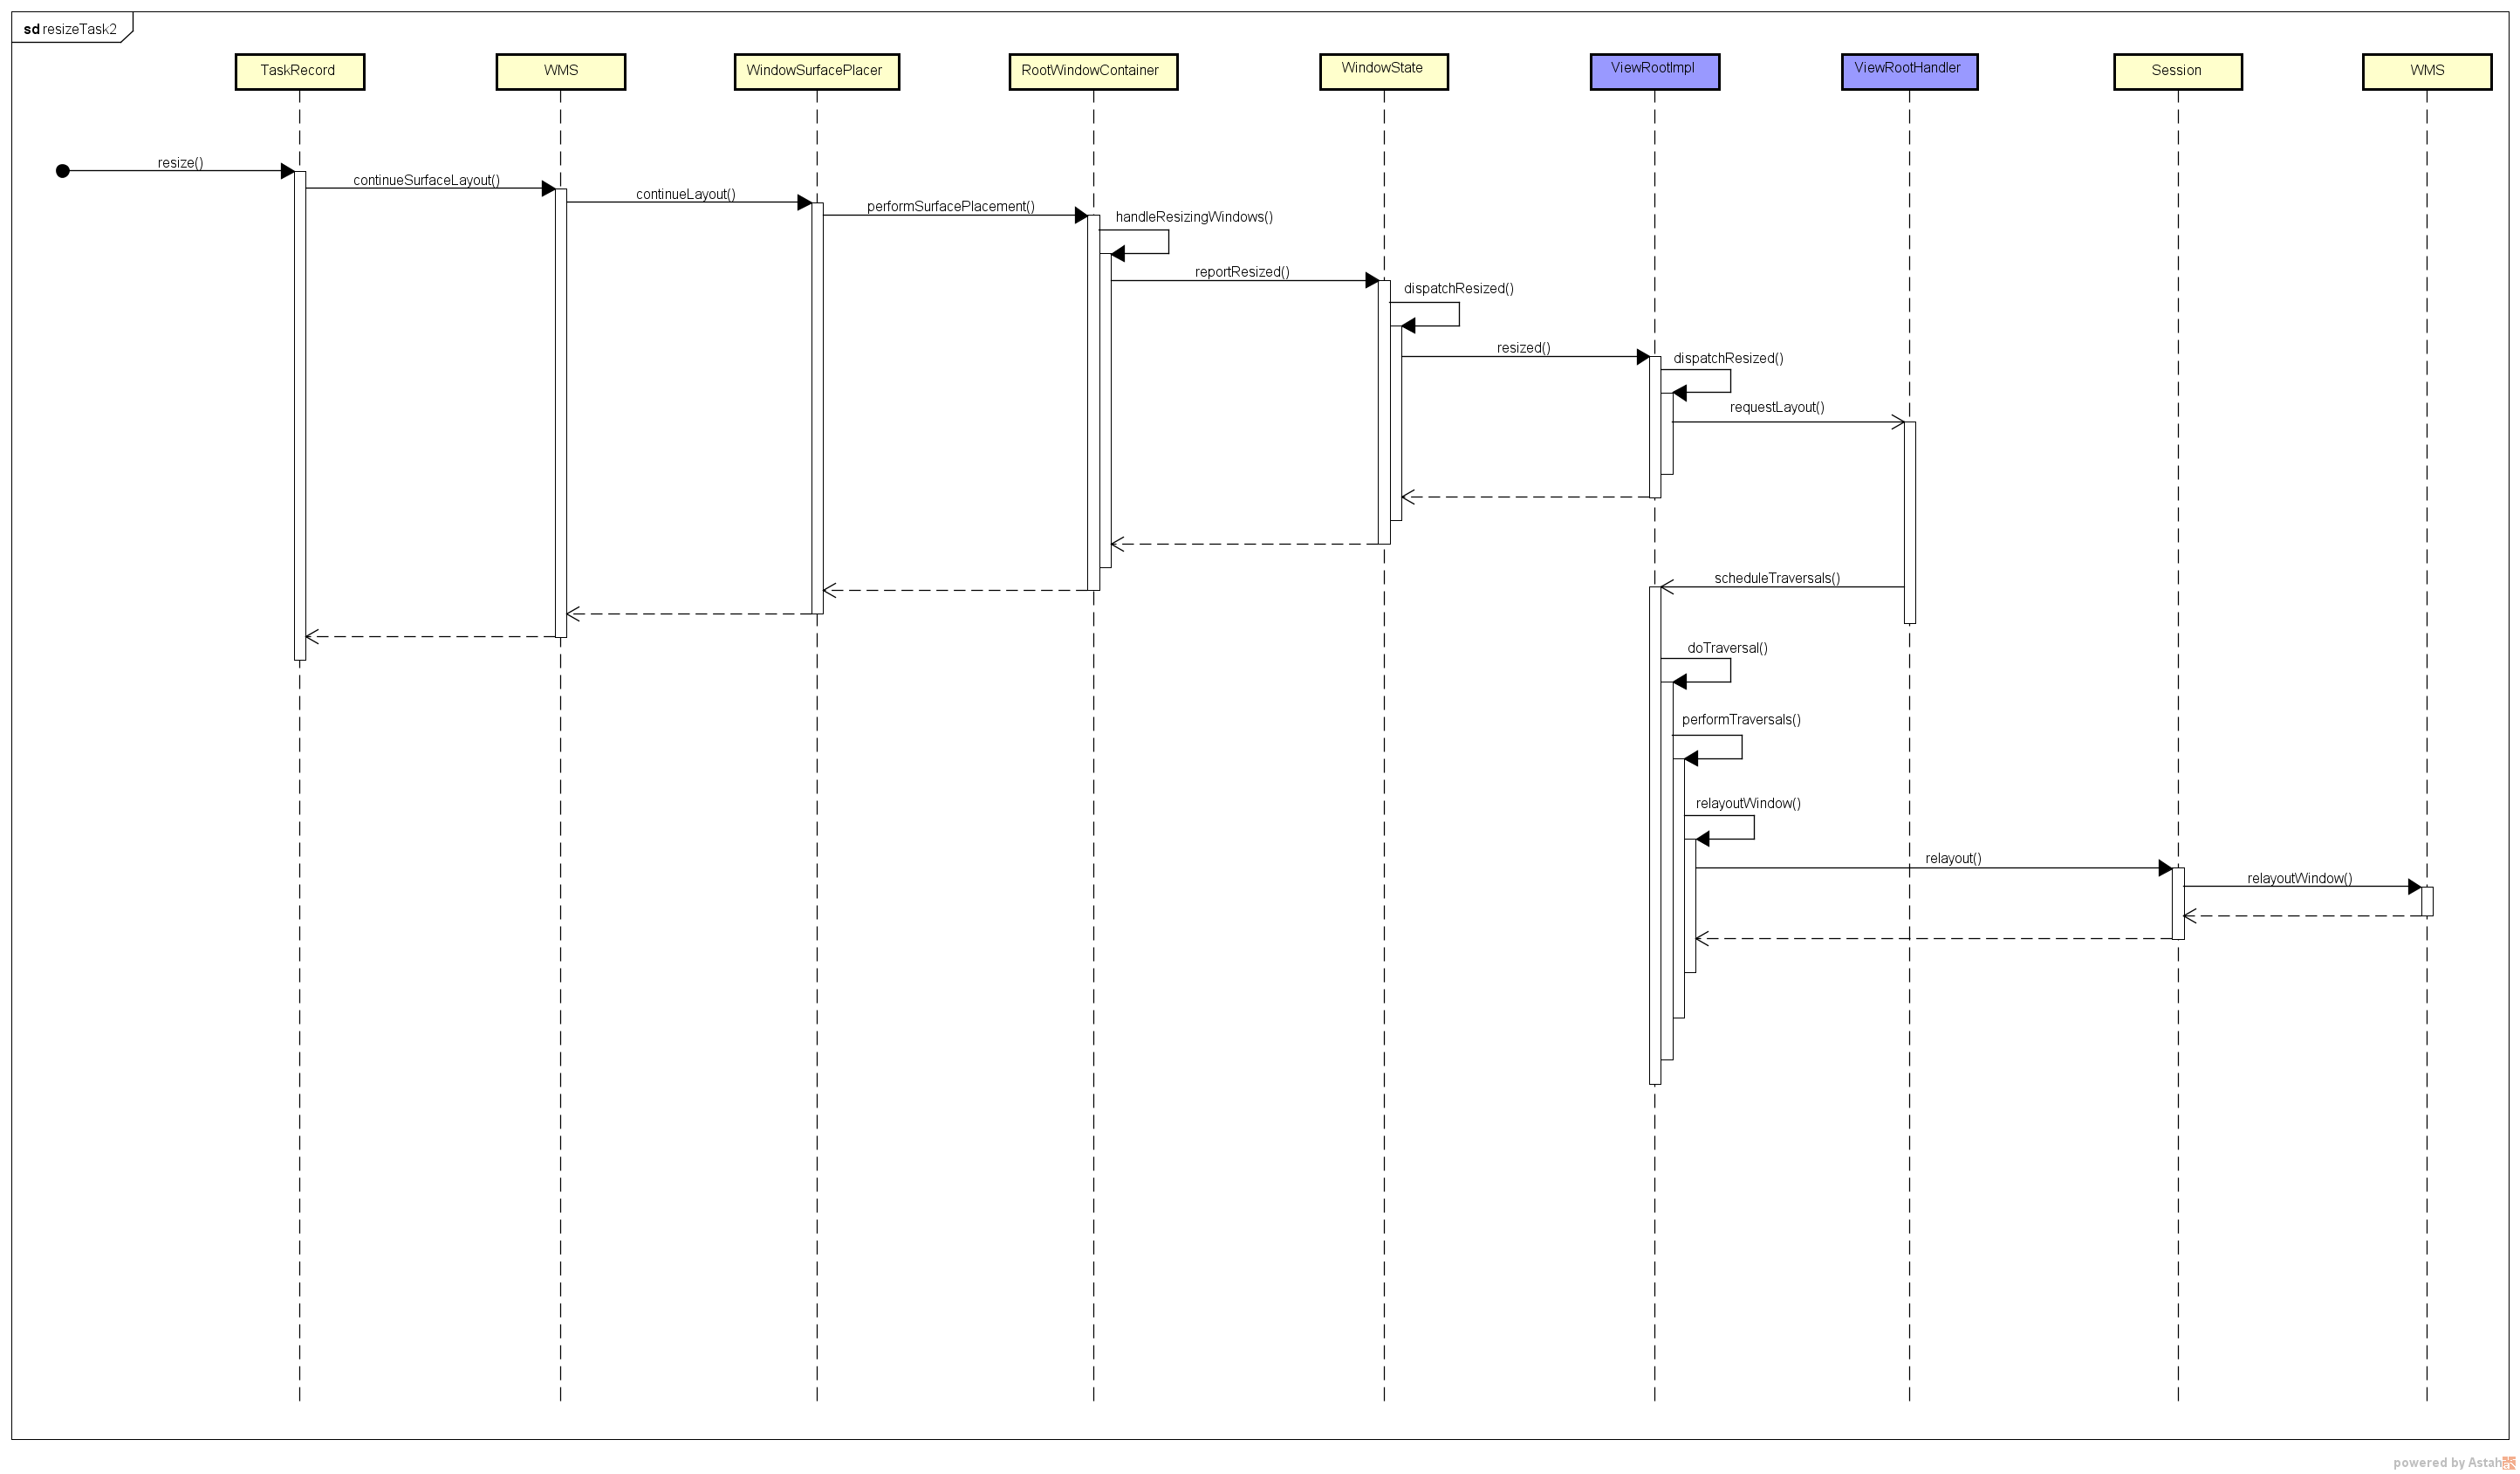 sd resizeTask2
TaskRecord
WMS
WindowSurfacePlacer
RootWindowContainer
WindowState
ViewRootImpl
ViewRootHandler
Session
WMS
resize()
continueSurfaceLayout()
continueLayout()
performSurfacePlacement()
handleResizingWindows()
reportResized()
dispatchResized()
resized()
dispatchResized()
requestLayout()
scheduleTraversals()
doTraversal()
performTraversals()
relayoutWindow()
relayout()
relayoutWindow()
powered by Astah